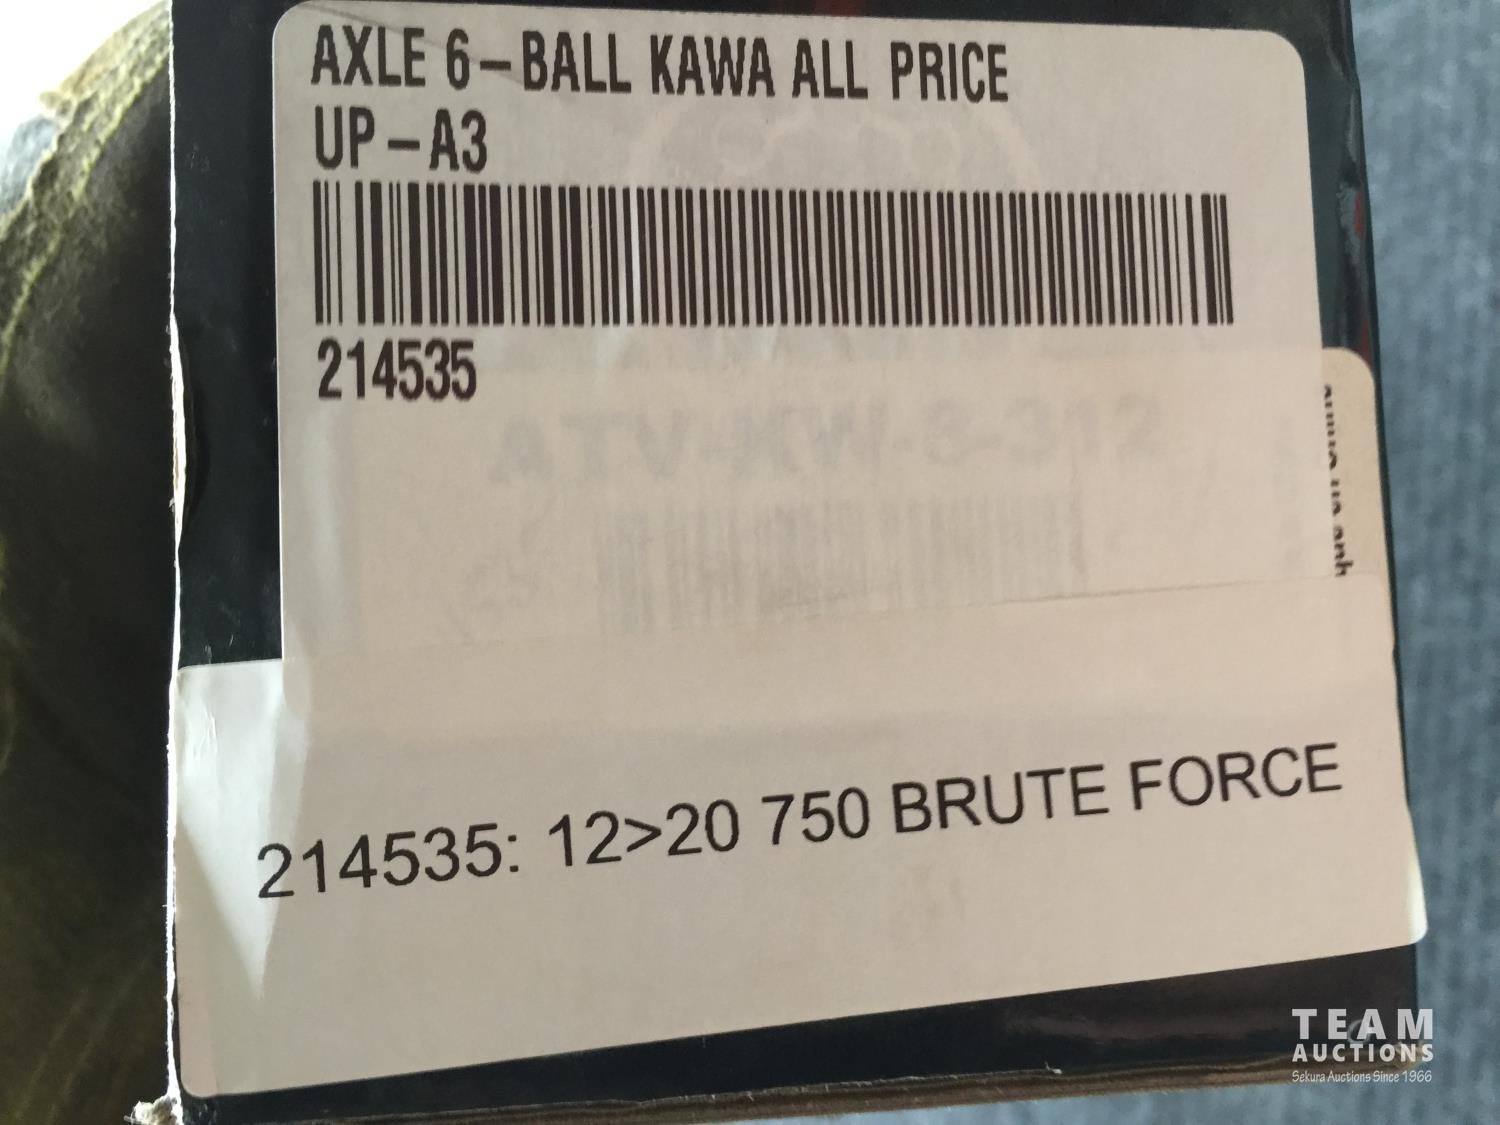 AXLE 6-BALL KAWA ALL PRICE
UP-A3
214535
ATV-KW-8-312
214535: 12>20 750 BRUTE FORCE
TEAM
AUCTIONS
Sekura Auctions Since 1966